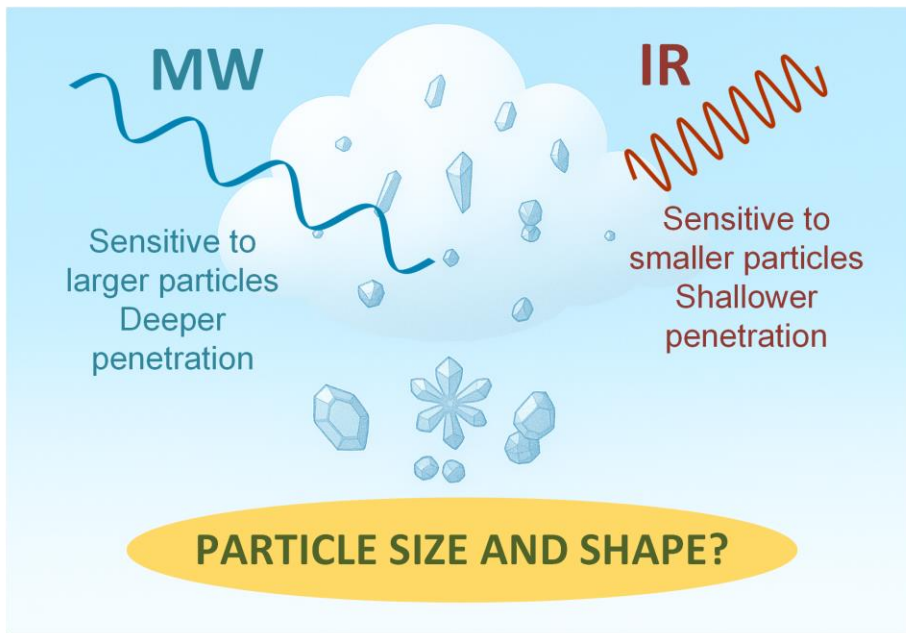 MW
IR
Sensitive to
larger particles
Deeper
penetration
Sensitive to
smaller particles
Shallower
penetration
PARTICLE SIZE AND SHAPE?